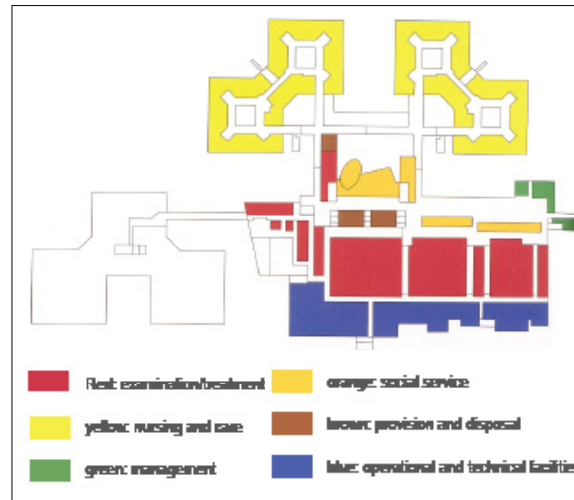 Red: examination/treatment
orange: social service
yellow: nursing and care
brown: provision and disposal
green: management
blue: operational and technical facilities